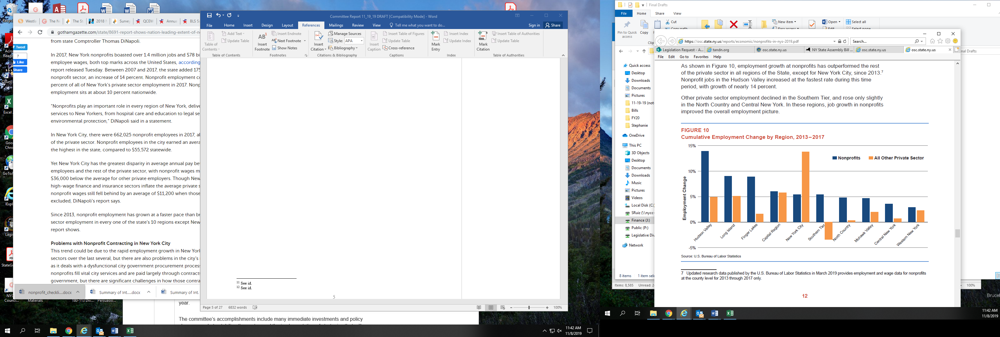 Westla
The N
The St
2018 
Survey
QCEW
Annua
BLS Su
gothamgazette.com/state/8691-report-shows-nation-leading-extent-of-n
from state Comptroller Thomas DiNapoli.
Tweet
7
Like
Share
In 2017, New York nonprofits boasted over 1.4 million jobs and $78 bi
employee wages, both top marks across the United States, according
report released Tuesday. Between 2007 and 2017, the state added 175
nonprofit sector, an increase of 14 percent. Nonprofit employment co
percent of all of New York's private sector employment in 2017. Nonp
employment sits at about 10 percent nationwide.
“Nonprofits play an important role in every region of New York, delive
services to New Yorkers, from hospital care and education to legal se
environmental protection,” DiNapoli said in a statement.
In New York City, there were 662,025 nonprofit employees in 2017, al
of the private sector. Nonprofit employees in the city earned an avera
the highest in the state, compared to $55,572 statewide.
Yet New York City has the greatest disparity in average annual pay be
employees and the rest of the private sector, with nonprofit wages m
$36,000 below the average for other private employers. Though New
high-wage finance and insurance sectors inflate the average private s
nonprofit wages still fell behind by an average of $11,200 when those
excluded, DiNapoli’s report says.
Since 2013, nonprofit employment has grown at a faster pace than br
sector employment in every one of the state’s 10 regions except New
report shows.
Problems with Nonprofit Contracting in New York City
This trend could be due to the rapid employment growth in New York
sectors over the last several, but there are also problems in the city’s
as it deals with a dysfunctional city government procurement process
nonprofits fill vital city services and are paid largely through contracts
government, but there are significant challenges in how those contra
nonprofit_checkli....docx
Summary of Int.....docx
Summary of Int.
Materials
180-113 Div...
Persuasio...
year.
The committee’s accomplishments include many immediate investments and policy
Committee Report 11_19_19 DRAFT [Compatibility Mode] - Word
File Home Insert Design Layout References Mailings Review View Tell me what you want to do... Sign in Share
Table of Contents
Add Text
Update Table
Table of Contents
AB1
Insert Footnote
Insert Endnote
Next Footnote
Show Notes
Footnotes
Insert Citation
Manage Sources
Style: APA
Bibliography
Citations & Bibliography
Insert Caption
Insert Table of Figures
Update Table
Cross-reference
Captions
Mark Entry
Insert Index
Update Index
Index
Mark Citation
Insert Table of Authorities
Update Table
Table of Authorities
11 See id.
12 See id.
5
Page 5 of 27 6832 words
100%
11:42 AM
11/8/2019
Final Drafts
File Home Share View
Pin to Quick access
Copy
Cut
Copy path
New item
Easy access
Open
Edit
Select all
Select none
nal Drafts
Quick access
Desktop
Downloads
Documents
Pictures
11-19-19 (not-
Bills
FY20
Stephanie
OneDrive
This PC
3D Objects
Desktop
Documents
Downloads
Music
Pictures
Videos
Local Disk (C:)
SRuiz (\\nycc-
Finance (J:)
Public (P:)
Legislative Div
Network
8 items 1 item sele
Items: 8,585
100%
https://osc.state.ny.us/reports/economic/nonprofits-in-nys-2019.pdf
Search...
Legislation Request - A...
tandn.org
osc.state.ny.us
NY State Assembly Bill ...
osc.state.ny.us
osc.state.ny.us
File Edit Go to Favorites Help
As shown in Figure 10, employment growth at nonprofits has outperformed the rest
of the private sector in all regions of the State, except for New York City, since 2013.7
Nonprofit jobs in the Hudson Valley increased at the fastest rate during this time
period, with growth of nearly 14 percent.
Other private sector employment declined in the Southern Tier, and rose only slightly
in the North Country and Central New York. In these regions, job growth in nonprofits
improved the overall employment picture.
FIGURE 10
Cumulative Employment Change by Region, 2013–2017
15%
10%
5%
0%
-5%
Employment Change
Nonprofits
All Other Private Sector
Hudson Valley
Long Island
Finger Lakes
Capital Region
New York City
Southern Tier
North Country
Mohawk Valley
Central New York
Western New York
Source: U.S. Bureau of Labor Statistics
7 Updated research data published by the U.S. Bureau of Labor Statistics in March 2019 provides employment and wage data for nonprofits
at the county level for 2013 through 2017 only.
12
11:42 AM
11/8/2019